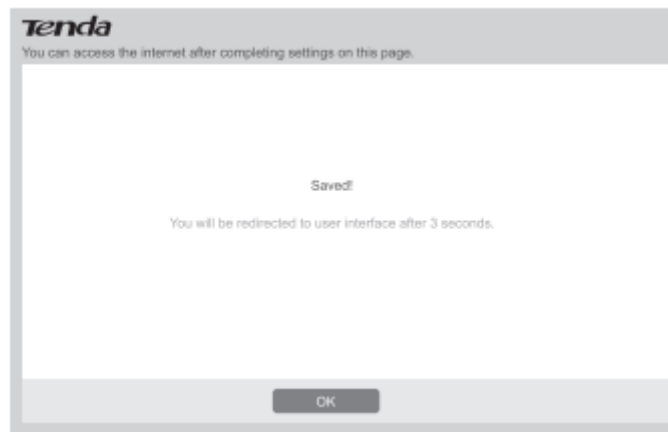 Tenda
You can access the internet after completing settings on this page.
Saved!
You will be redirected to user interface after 3 seconds.
OK